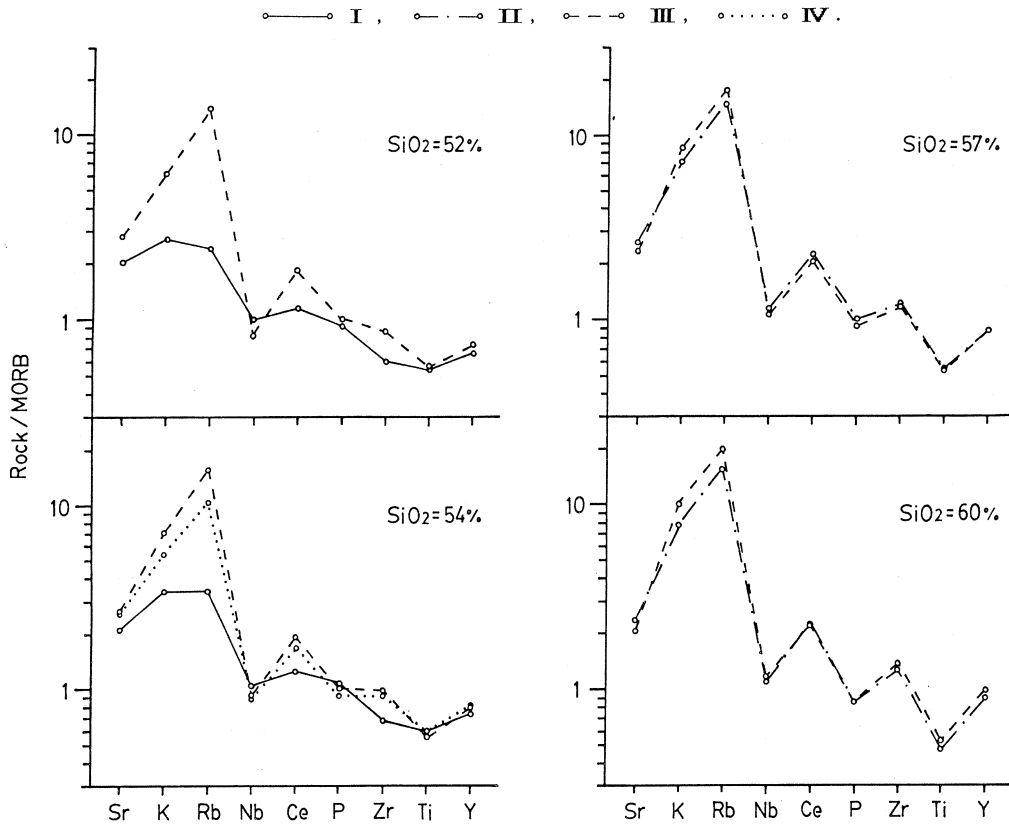 I , II , III , IV .
Rock/MORB
10
1
SiO2=52%
10
1
SiO2=57%
10
1
SiO2=54%
Sr K Rb Nb Ce P Zr Ti Y
10
1
SiO2=60%
Sr K Rb Nb Ce P Zr Ti Y